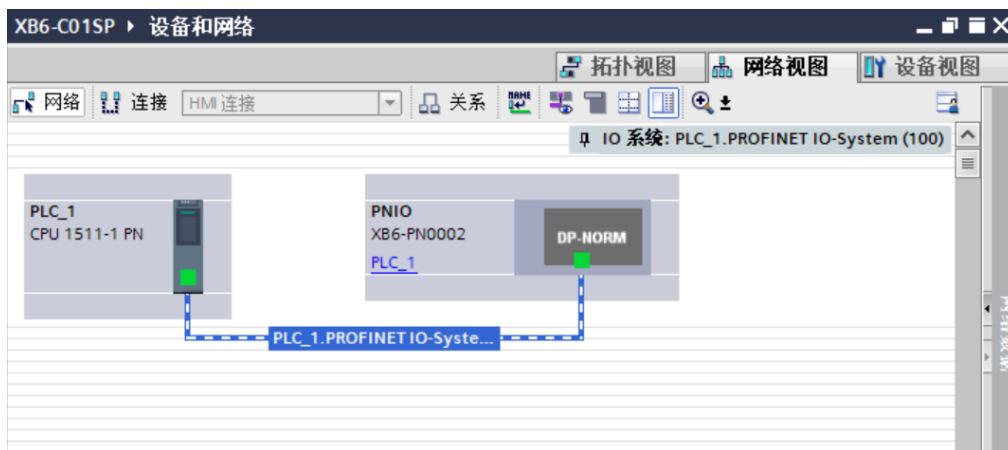 XB6-C01SP ▸ 设备和网络
拓扑视图 网络视图 设备视图
网络 连接 HMI 连接 关系
IO 系统: PLC_1.PROFINET IO-System (100)
PLC_1
CPU 1511-1 PN
PNIO
XB6-PN0002
PLC_1
DP-NORM
PLC_1.PROFINET IO-Syste...